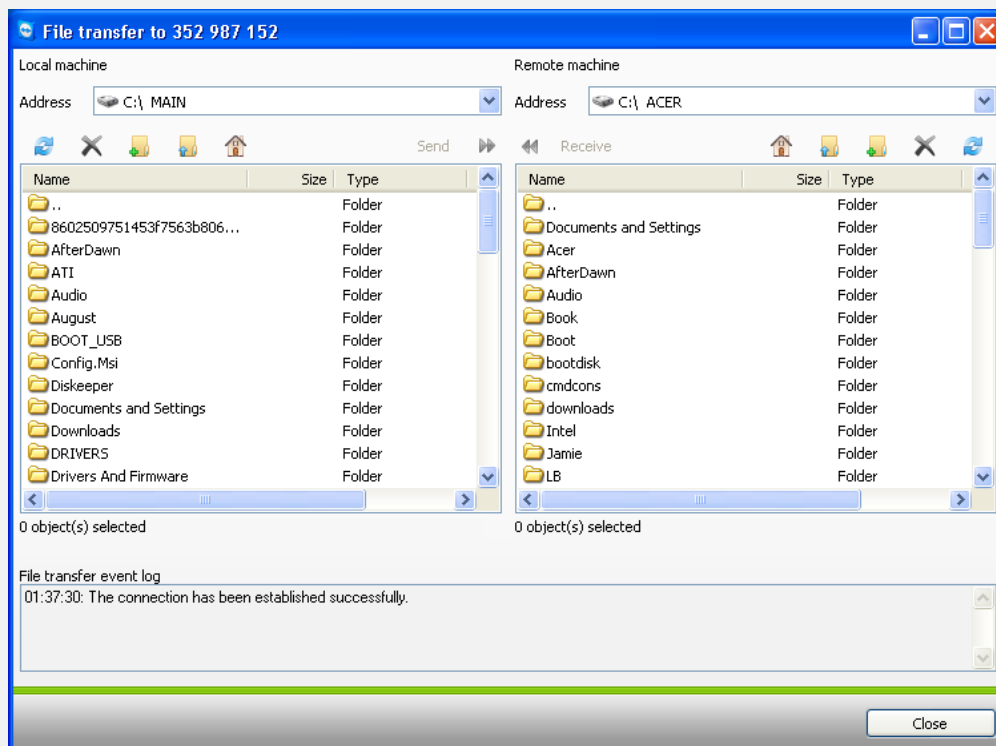 File transfer to 352 987 152
Local machine
Address C:\ MAIN
Send
Name Size Type
.. Folder
8602509751453f7563b806... Folder
AfterDawn Folder
ATI Folder
Audio Folder
August Folder
BOOT_USB Folder
Config.Msi Folder
Diskeeper Folder
Documents and Settings Folder
Downloads Folder
DRIVERS Folder
Drivers And Firmware Folder
0 object(s) selected
Remote machine
Address C:\ ACER
Receive
Name Size Type
.. Folder
Documents and Settings Folder
Acer Folder
AfterDawn Folder
Audio Folder
Book Folder
Boot Folder
bootdisk Folder
cmdcons Folder
downloads Folder
Intel Folder
Jamie Folder
LB Folder
0 object(s) selected
File transfer event log
01:37:30: The connection has been established successfully.
Close